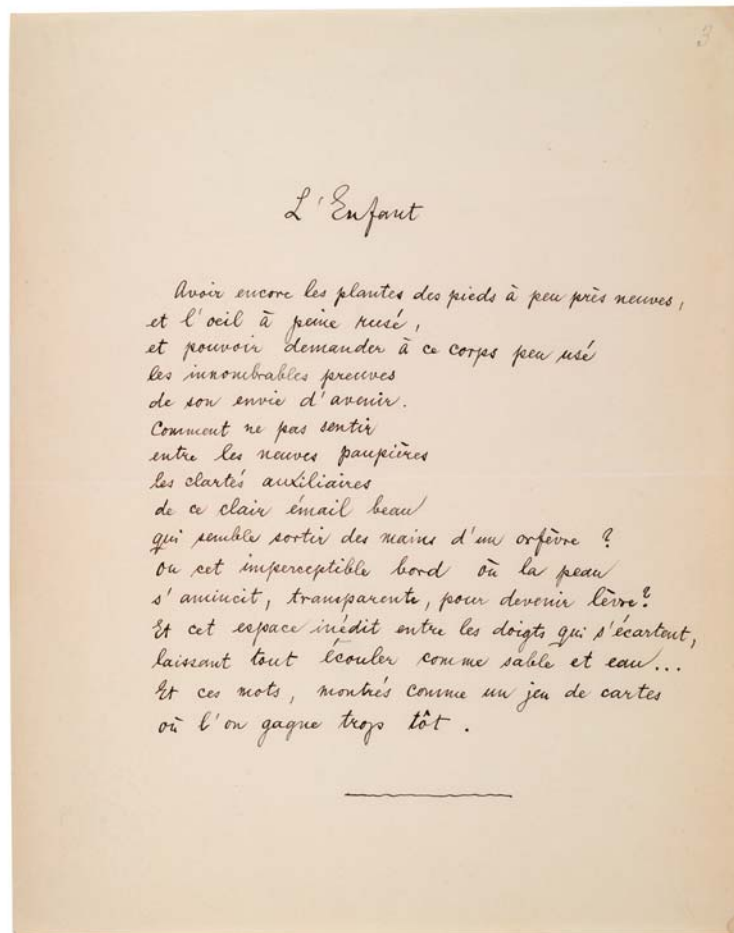 3
L'Enfant
Avoir encore les plantes des pieds à peu près neuves,
et l'oeil à peine rusé,
et pouvoir demander à ce corps peu usé
les innombrables preuves
de son envie d'avenir.
Comment ne pas sentir
entre les neuves paupières
les clartés auxiliaires
de ce clair émail beau
qui semble sortir des mains d'un orfèvre ?
ou cet imperceptible bord où la peau
s'amincit, transparente, pour devenir lèvre?
Et cet espace inédit entre les doigts qui s'écartent,
laissant tout écouler comme sable et eau...
Et ces mots, montrés comme un jeu de cartes
où l'on gagne trop tôt.